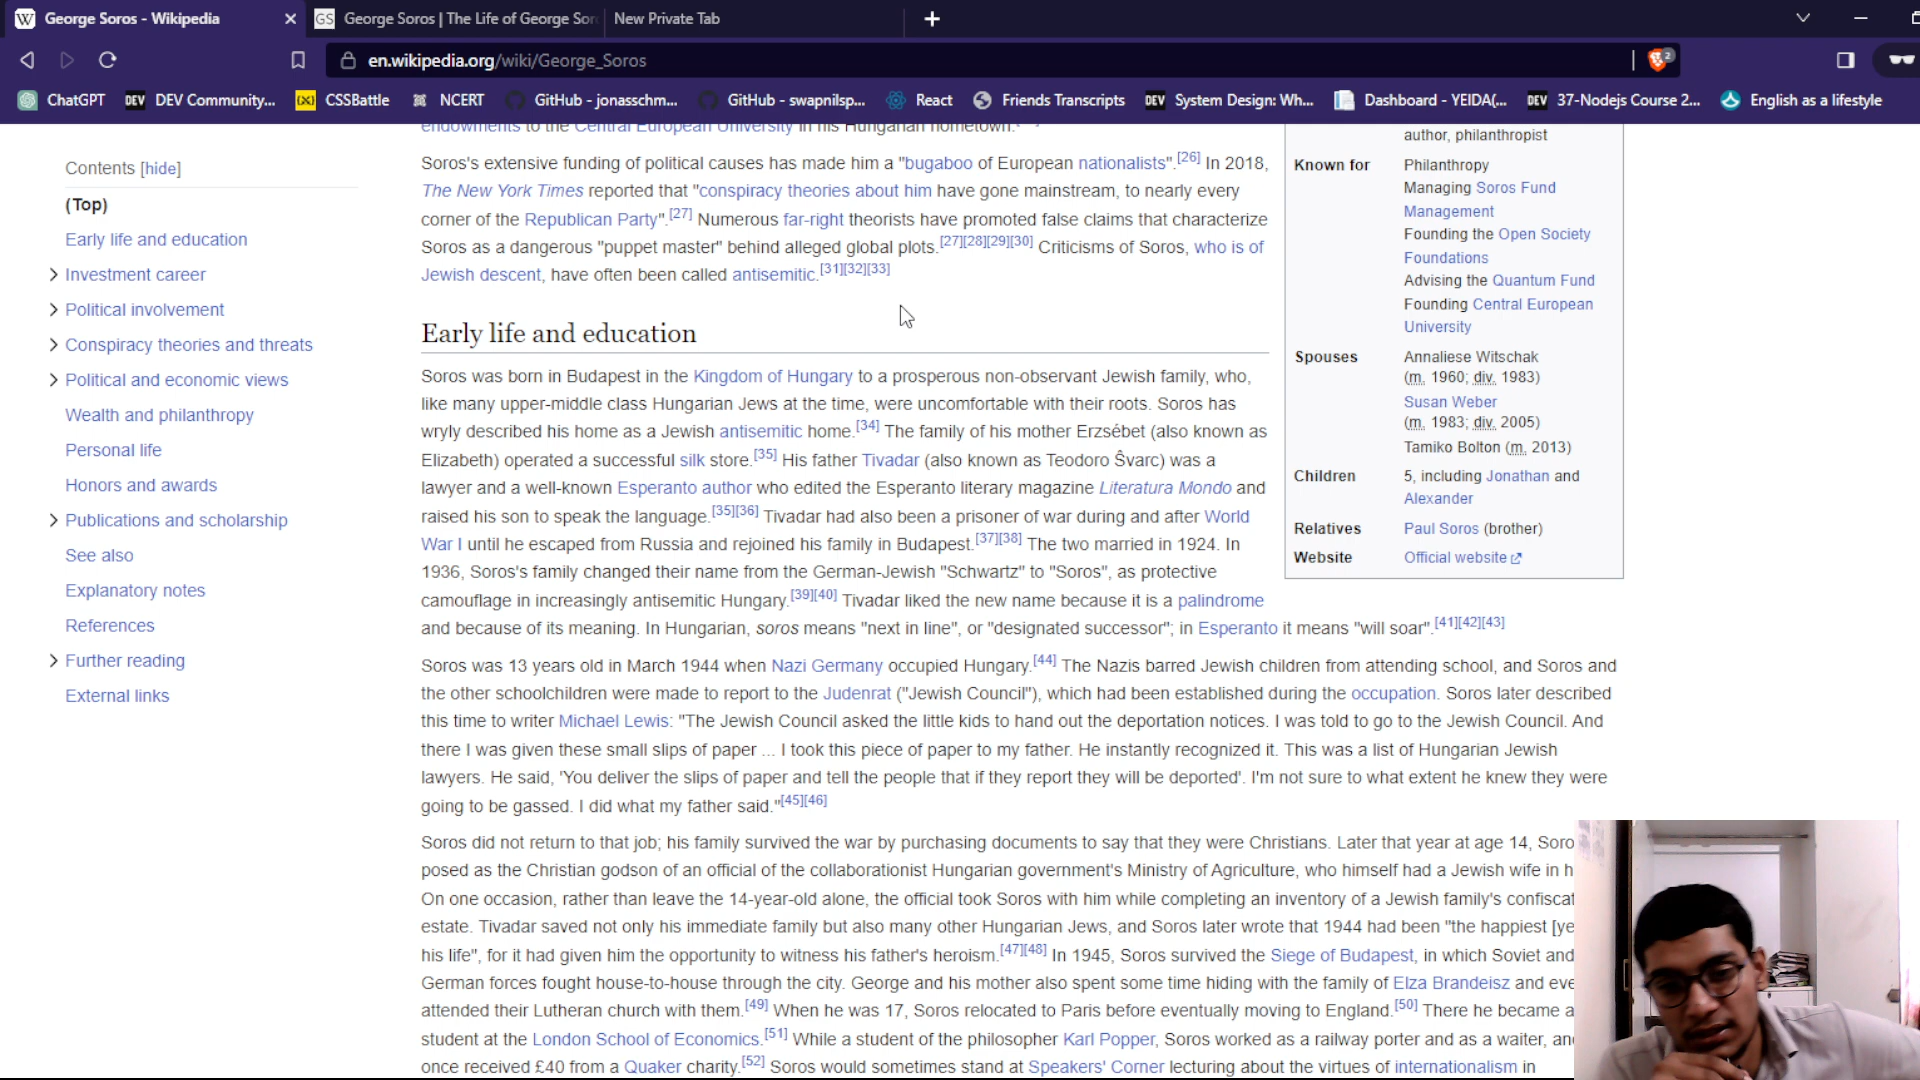 George Soros - Wikipedia
George Soros | The Life of George Sor
New Private Tab
en.wikipedia.org/wiki/George_Soros
2
ChatGPT
DEV Community...
CSSBattle
NCERT
GitHub - jonasschm...
GitHub - swapnilsp...
React
Friends Transcripts
System Design: Wh...
Dashboard - YEIDA(...
37-Nodejs Course 2...
English as a lifestyle
Contents [hide]
(Top)
Early life and education
Investment career
Political involvement
Conspiracy theories and threats
Political and economic views
Wealth and philanthropy
Personal life
Honors and awards
Publications and scholarship
See also
Explanatory notes
References
Further reading
External links
endowments to the Central European University in his Hungarian hometown.
Soros's extensive funding of political causes has made him a "bugaboo of European nationalists".[26] In 2018,
The New York Times reported that "conspiracy theories about him have gone mainstream, to nearly every
corner of the Republican Party".[27] Numerous far-right theorists have promoted false claims that characterize
Soros as a dangerous "puppet master" behind alleged global plots.[27][28][29][30] Criticisms of Soros, who is of
Jewish descent, have often been called antisemitic.[31][32][33]
Early life and education
Soros was born in Budapest in the Kingdom of Hungary to a prosperous non-observant Jewish family, who,
like many upper-middle class Hungarian Jews at the time, were uncomfortable with their roots. Soros has
wryly described his home as a Jewish antisemitic home.[34] The family of his mother Erzsébet (also known as
Elizabeth) operated a successful silk store.[35] His father Tivadar (also known as Teodoro Ŝvarc) was a
lawyer and a well-known Esperanto author who edited the Esperanto literary magazine Literatura Mondo and
raised his son to speak the language.[35][36] Tivadar had also been a prisoner of war during and after World
War I until he escaped from Russia and rejoined his family in Budapest.[37][38] The two married in 1924. In
1936, Soros's family changed their name from the German-Jewish "Schwartz" to "Soros", as protective
camouflage in increasingly antisemitic Hungary.[39][40] Tivadar liked the new name because it is a palindrome
and because of its meaning. In Hungarian, soros means "next in line", or "designated successor"; in Esperanto it means "will soar".[41][42][43]
Soros was 13 years old in March 1944 when Nazi Germany occupied Hungary.[44] The Nazis barred Jewish children from attending school, and Soros and
the other schoolchildren were made to report to the Judenrat ("Jewish Council"), which had been established during the occupation. Soros later described
this time to writer Michael Lewis: "The Jewish Council asked the little kids to hand out the deportation notices. I was told to go to the Jewish Council. And
there I was given these small slips of paper ... I took this piece of paper to my father. He instantly recognized it. This was a list of Hungarian Jewish
lawyers. He said, 'You deliver the slips of paper and tell the people that if they report they will be deported'. I'm not sure to what extent he knew they were
going to be gassed. I did what my father said."[45][46]
Soros did not return to that job; his family survived the war by purchasing documents to say that they were Christians. Later that year at age 14, Soro
posed as the Christian godson of an official of the collaborationist Hungarian government's Ministry of Agriculture, who himself had a Jewish wife in h
On one occasion, rather than leave the 14-year-old alone, the official took Soros with him while completing an inventory of a Jewish family's confiscat
estate. Tivadar saved not only his immediate family but also many other Hungarian Jews, and Soros later wrote that 1944 had been "the happiest [ye
his life", for it had given him the opportunity to witness his father's heroism.[47][48] In 1945, Soros survived the Siege of Budapest, in which Soviet and
German forces fought house-to-house through the city. George and his mother also spent some time hiding with the family of Elza Brandeisz and eve
attended their Lutheran church with them.[49] When he was 17, Soros relocated to Paris before eventually moving to England.[50] There he became a
student at the London School of Economics.[51] While a student of the philosopher Karl Popper, Soros worked as a railway porter and as a waiter, an
once received £40 from a Quaker charity.[52] Soros would sometimes stand at Speakers' Corner lecturing about the virtues of internationalism in
author, philanthropist
Known for
Philanthropy
Managing Soros Fund
Management
Founding the Open Society
Foundations
Advising the Quantum Fund
Founding Central European
University
Spouses
Annaliese Witschak
(m. 1960; div. 1983)
Susan Weber
(m. 1983; div. 2005)
Tamiko Bolton (m. 2013)
Children
5, including Jonathan and
Alexander
Relatives
Paul Soros (brother)
Website
Official website